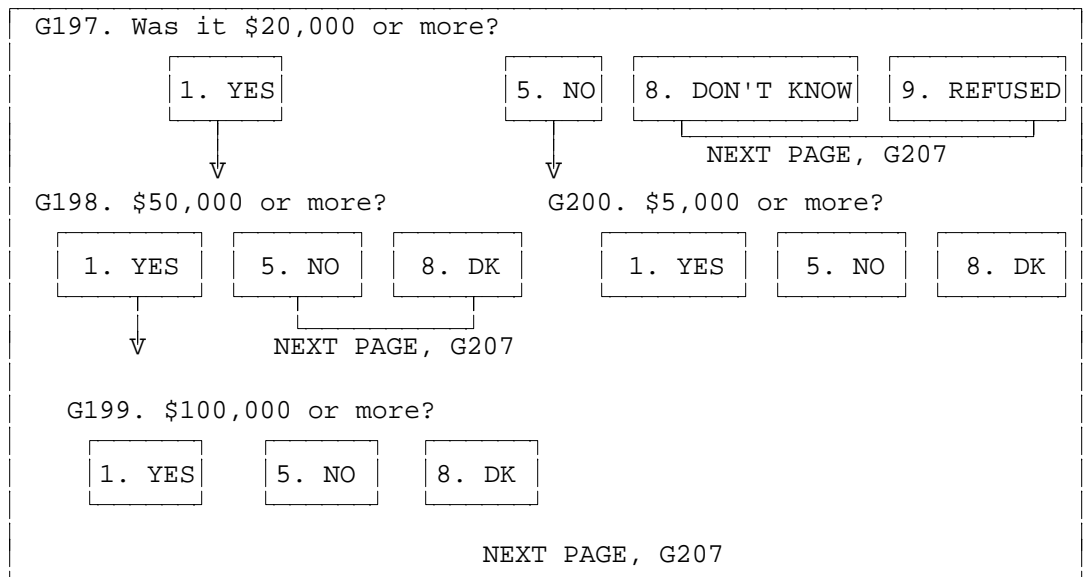 G197. Was it $20,000 or more?
1. YES 5. NO 8. DON'T KNOW 9. REFUSED
NEXT PAGE, G207
G198. $50,000 or more? G200. $5,000 or more?
1. YES 5. NO 8. DK 1. YES 5. NO 8. DK
NEXT PAGE, G207
G199. $100,000 or more?
1. YES 5. NO 8. DK
NEXT PAGE, G207